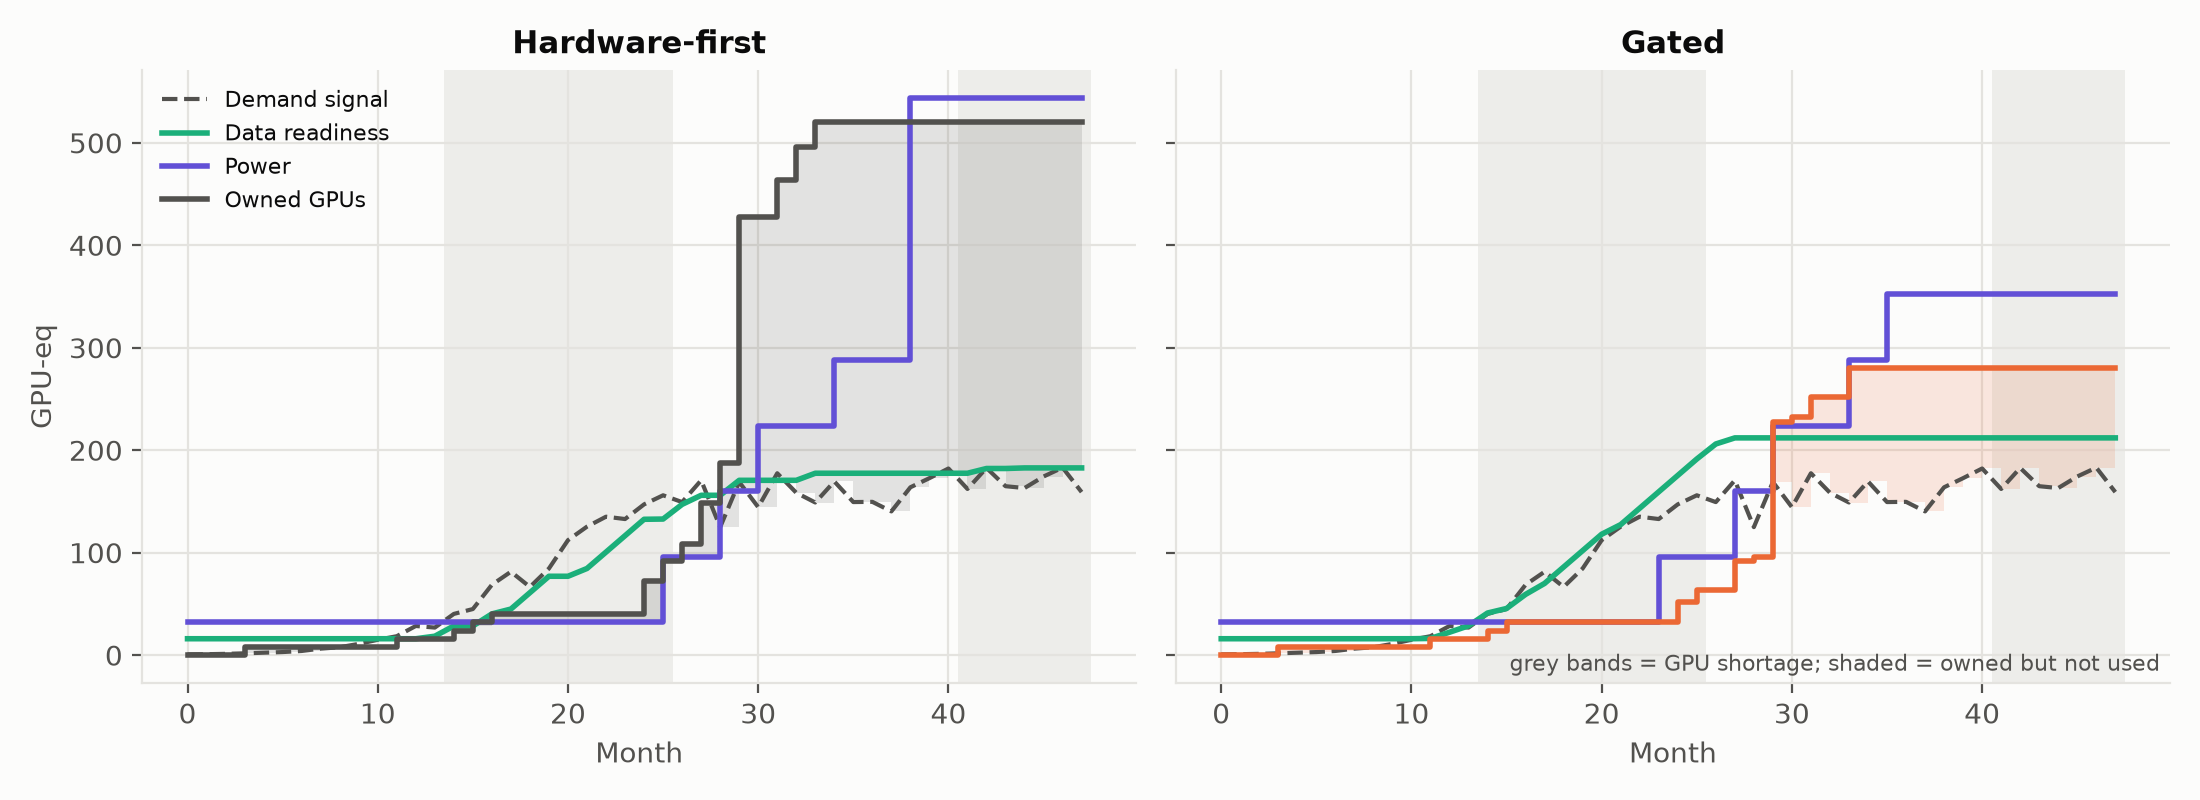 Hardware-first
Gated
Demand signal
Data readiness
Power
Owned GPUs
GPU-eq
500
400
300
200
100
0
0 10 20 30 40
Month
grey bands = GPU shortage; shaded = owned but not used
0 10 20 30 40
Month